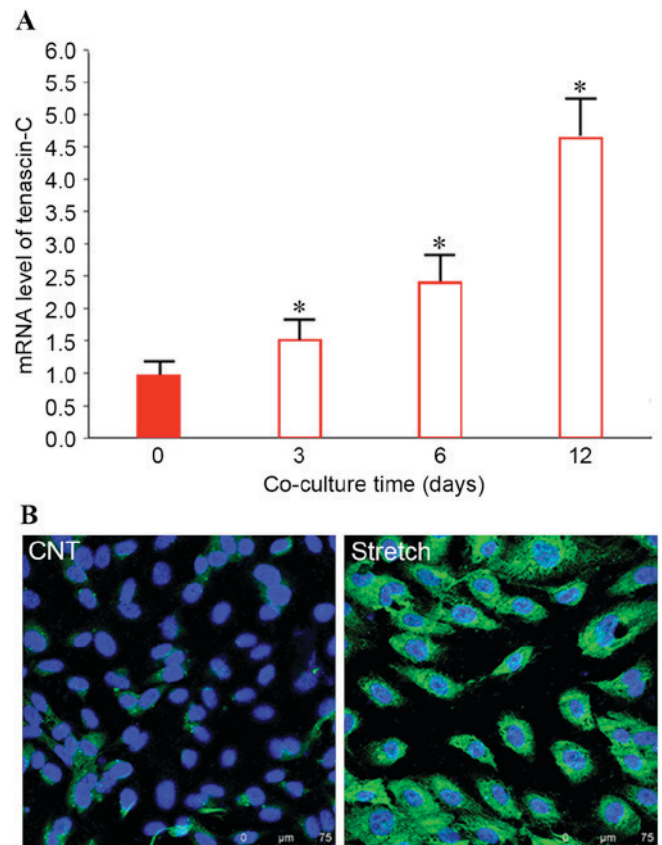 A
mRNA level of tenascin-C
6.0
5.5
5.0
4.5
4.0
3.5
3.0
2.5
2.0
1.5
1.0
0.5
0.0
*
*
*
0 3 6 12
Co-culture time (days)
B
CNT
Stretch
0 μm 75
0 μm 75